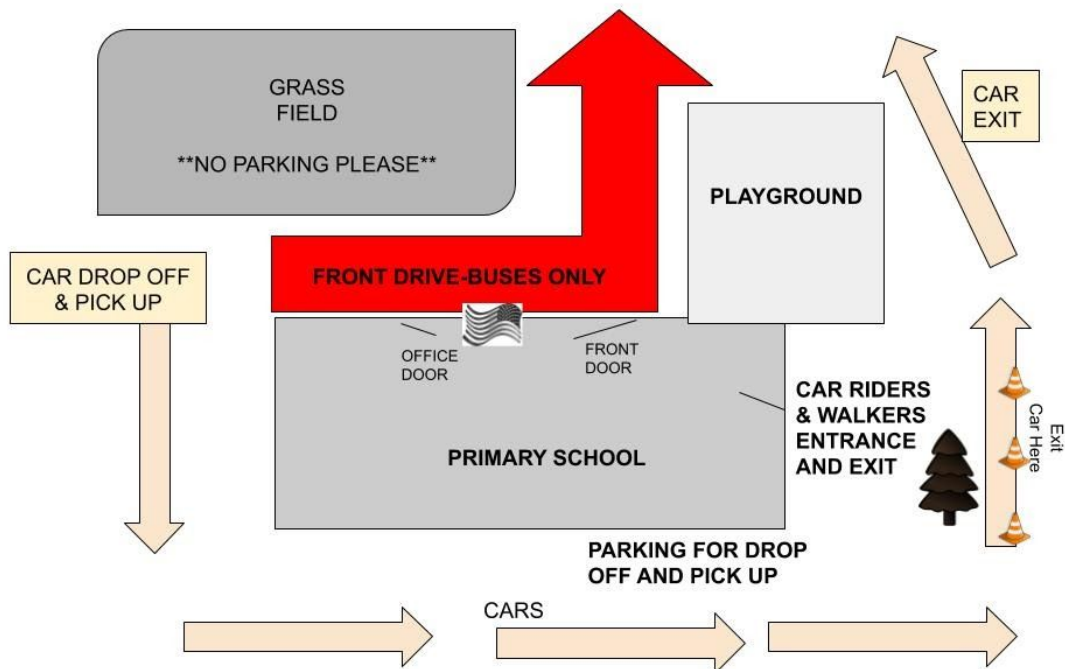 GRASS
FIELD
**NO PARKING PLEASE**
CAR
EXIT
PLAYGROUND
CAR DROP OFF
& PICK UP
FRONT DRIVE-BUSES ONLY
OFFICE
DOOR
FRONT
DOOR
CAR RIDERS
& WALKERS
ENTRANCE
AND EXIT
Exit
Car Here
PRIMARY SCHOOL
PARKING FOR DROP
OFF AND PICK UP
CARS